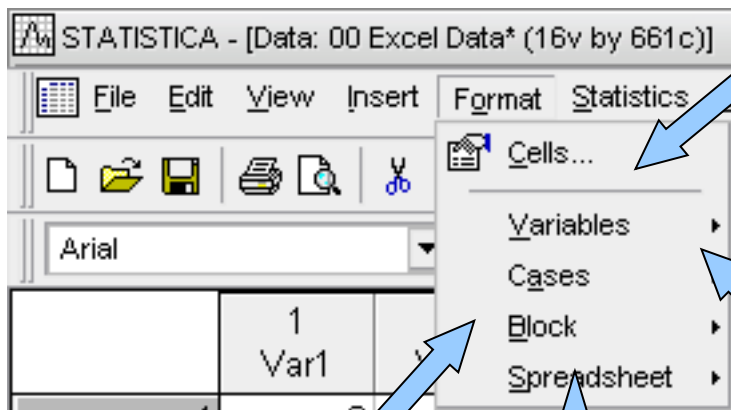 STATISTICA - [Data: 00 Excel Data* (16v by 661c)]
File Edit View Insert Format Statistics
Cells...
Arial
Variables
Cases
1
Block
Var1
Spreadsheet
1